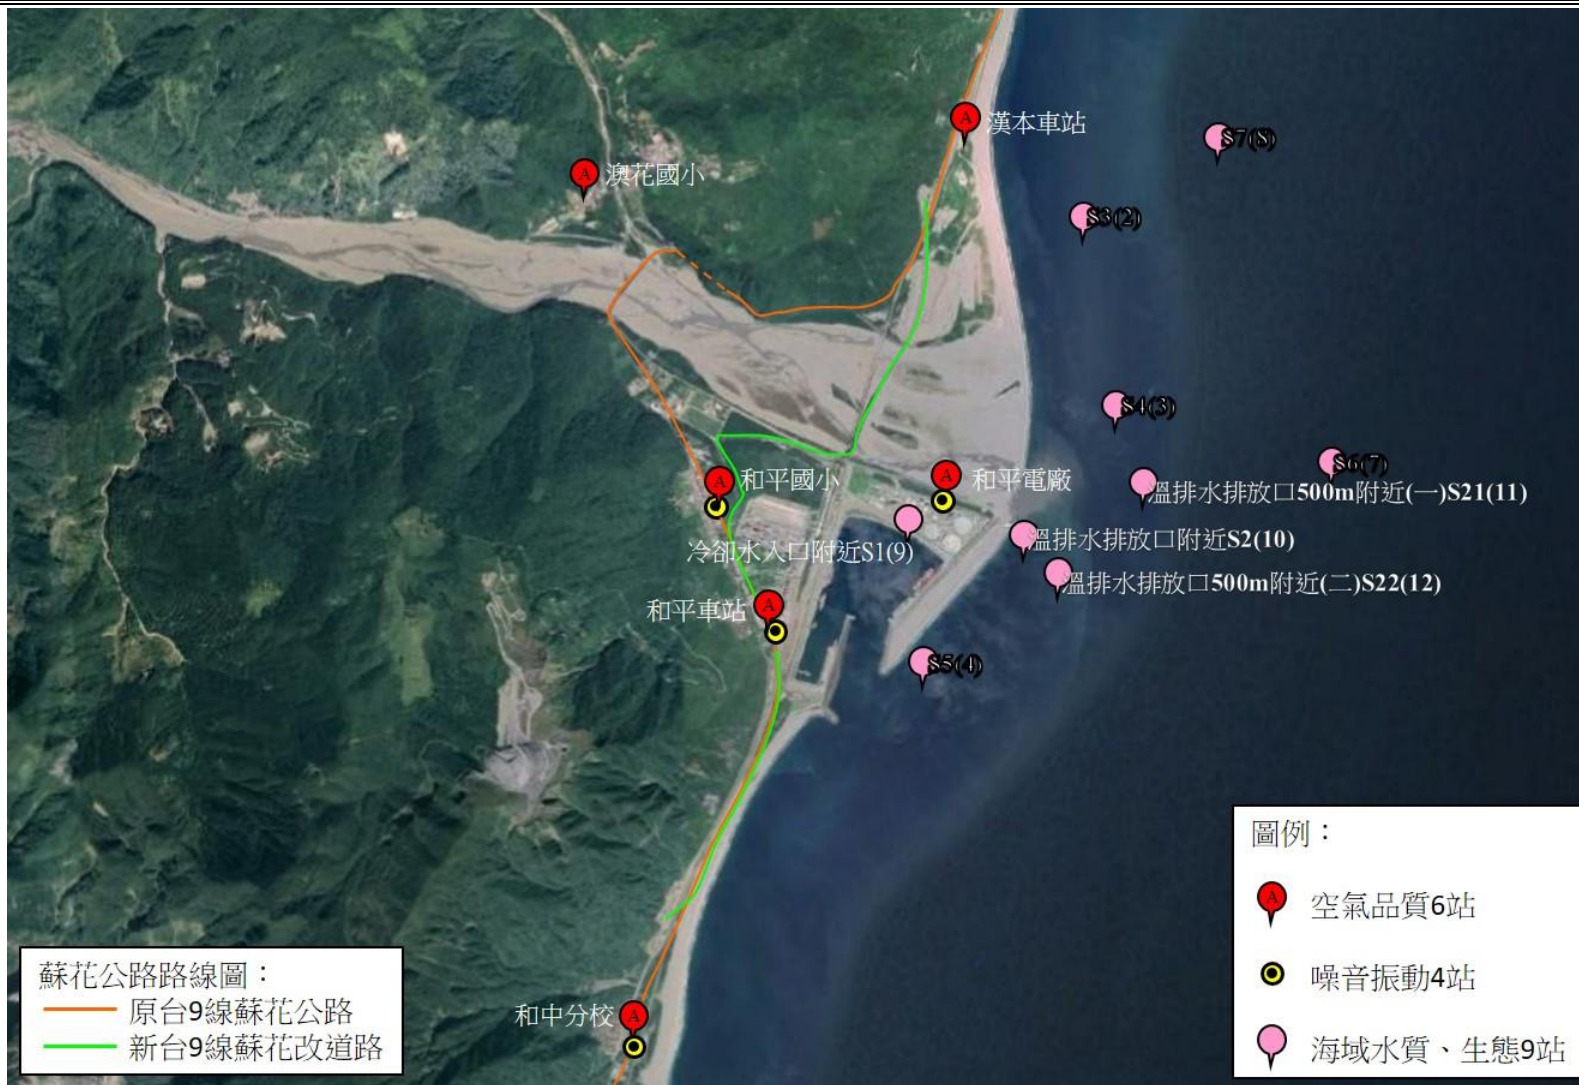 漢本車站
澳花國小
S7(8)
S3(2)
S4(3)
S6(7)
和平國小
和平電廠
溫排水排放口500m附近(一)S21(11)
冷卻水入口附近S1(9)
溫排水排放口附近S2(10)
溫排水排放口500m附近(二)S22(12)
和平車站
S5(4)
和中分校
圖例：
A 空氣品質6站
噪音振動4站
海域水質、生態9站
蘇花公路路線圖：
原台9線蘇花公路
新台9線蘇花改道路